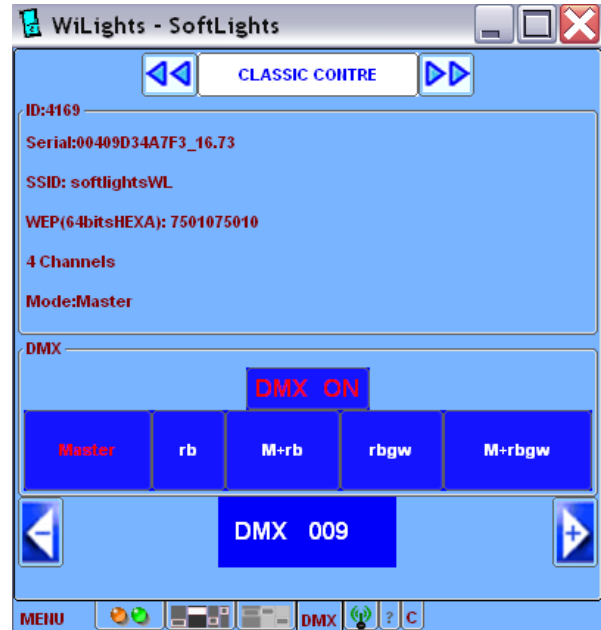 WiLights - SoftLights
CLASSIC CONTRE
ID:4169
Serial:00409D34A7F3_16.73
SSID: softlightsWL
WEP(64bitsHEXA): 7501075010
4 Channels
Mode:Master
DMX
DMX ON
Master rb M+rb rbgw M+rbgw
- DMX 009 +
MENU DMX ? C